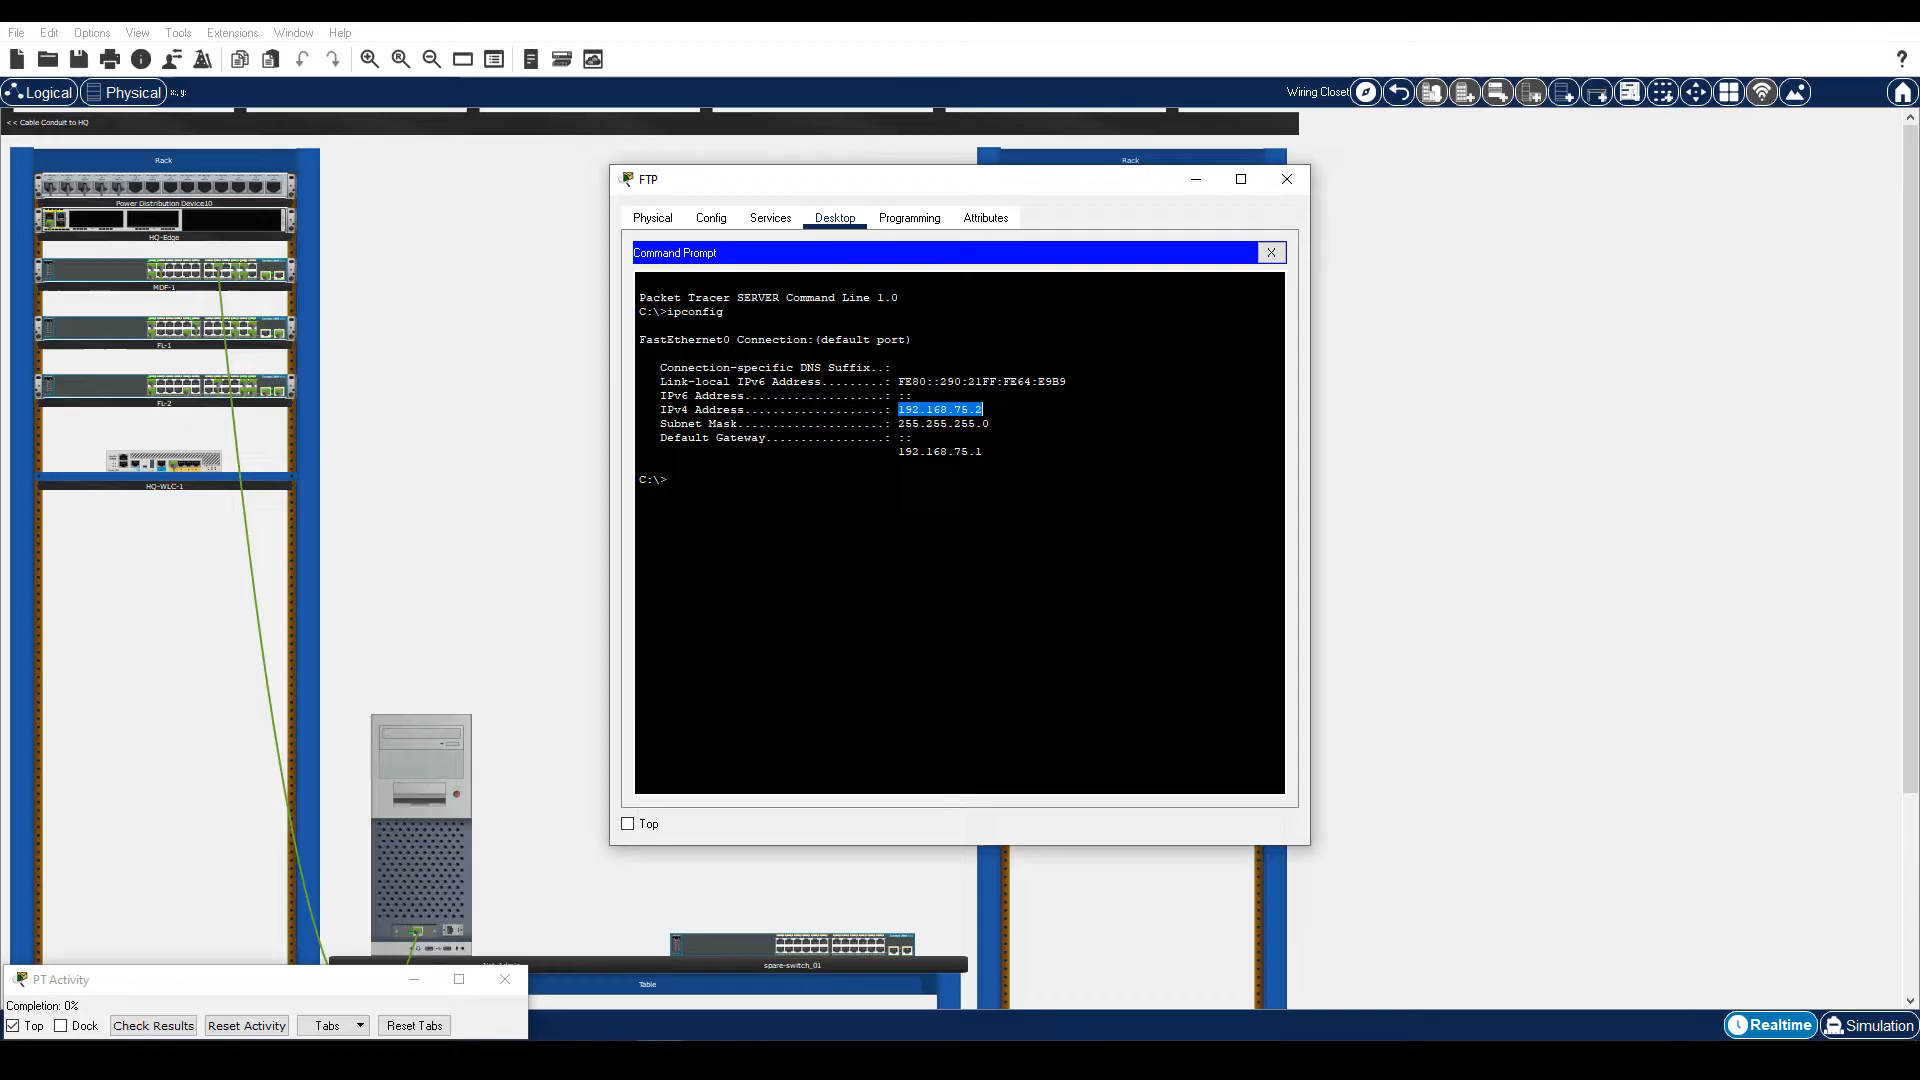 File Edit Options View Tools Extensions Window Help
?
Logical Physical x:, y: Wiring Closet
<< Cable Conduit to HQ
Rack
Power Distribution Device10
HQ-Edge
MDF-1
FL-1
FL-2
HQ-WLC-1
Rack
FTP
Physical Config Services Desktop Programming Attributes
Command Prompt X
Packet Tracer SERVER Command Line 1.0
C:\>ipconfig
FastEthernet0 Connection:(default port)
Connection-specific DNS Suffix..:
Link-local IPv6 Address.........: FE80::290:21FF:FE64:E9B9
IPv6 Address....................: ::
IPv4 Address....................: 192.168.75.2
Subnet Mask.....................: 255.255.255.0
Default Gateway.................: ::
192.168.75.1
C:\>
Top
spare-switch_01
Table
PT Activity
Completion: 0%
Top Dock Check Results Reset Activity Tabs Reset Tabs
Realtime Simulation